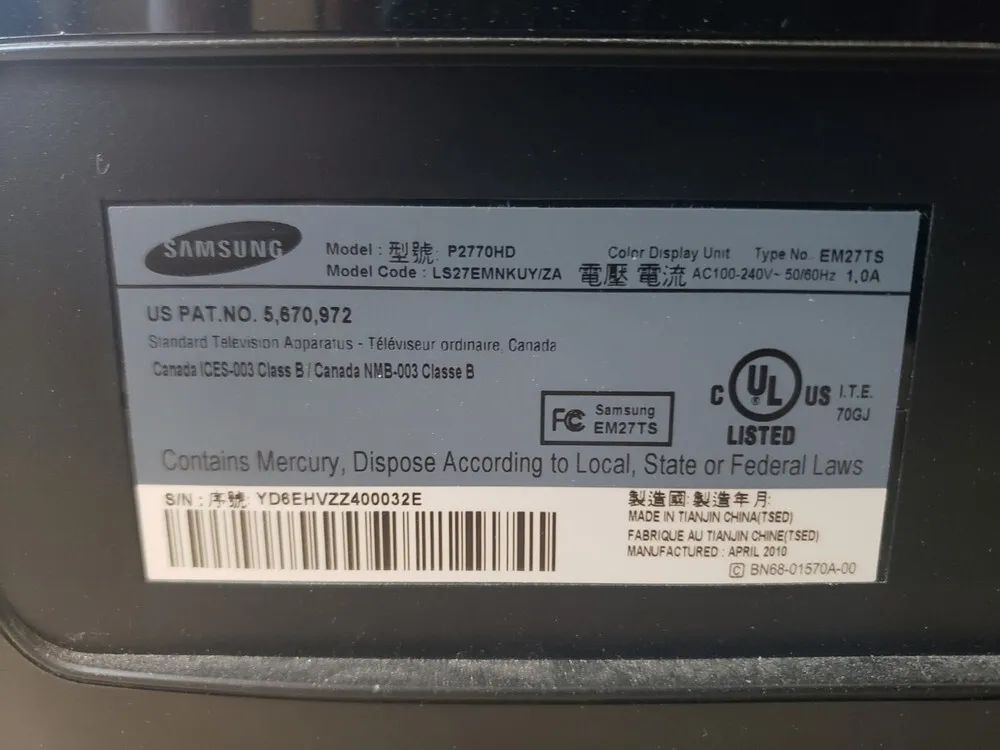 SAMSUNG
Model : 型號: P2770HD
Model Code : LS27EMNKUY/ZA
Color Display Unit Type No. EM27TS
電壓 電流 AC100-240V~ 50/60Hz 1.0A
US PAT.NO. 5,670,972
Standard Television Apparatus - Téléviseur ordinaire, Canada
Canada ICES-003 Class B / Canada NMB-003 Classe B
FC Samsung
EM27TS
C UL US I.T.E.
70GJ
LISTED
Contains Mercury, Dispose According to Local, State or Federal Laws
S/N : 序號: YD6EHVZZ400032E
製造國: 製造年月:
MADE IN TIANJIN CHINA(TSED)
FABRIQUE AU TIANJIN CHINE(TSED)
MANUFACTURED : APRIL 2010
C BN68-01570A-00